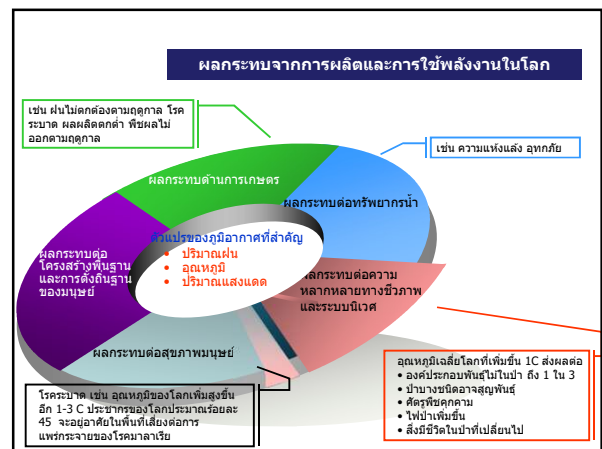 ผลกระทบจากการผลิตและการใช้พลังงานในโลก
เช่น ฝนไม่ตกต้องตามฤดูกาล โรค
ระบาด ผลผลิตตกต่ำ พืชผลไม่
ออกตามฤดูกาล
เช่น ความแห้งแล้ง อุทกภัย
ผลกระทบด้านการเกษตร
ผลกระทบต่อทรัพยากรน้ำ
ตัวแปรของภูมิอากาศที่สำคัญ
• ปริมาณฝน
• อุณหภูมิ
• ปริมาณแสงแดด
ผลกระทบต่อ
โครงสร้างพื้นฐาน
และการตั้งถิ่นฐาน
ของมนุษย์
ผลกระทบต่อความ
หลากหลายทางชีวภาพ
และระบบนิเวศ
ผลกระทบต่อสุขภาพมนุษย์
อุณหภูมิเฉลี่ยโลกที่เพิ่มขึ้น 1C ส่งผลต่อ
• องค์ประกอบพันธุ์ไม้ในป่า ถึง 1 ใน 3
• ป่าบางชนิดอาจสูญพันธุ์
• ศัตรูพืชคุกคาม
• ไฟป่าเพิ่มขึ้น
• สิ่งมีชีวิตในป่าที่เปลี่ยนไป
โรคระบาด เช่น อุณหภูมิของโลกเพิ่มสูงขึ้น
อีก 1-3 C ประชากรของโลกประมาณร้อยละ
45 จะอยู่อาศัยในพื้นที่เสี่ยงต่อการ
แพร่กระจายของโรคมาลาเรีย